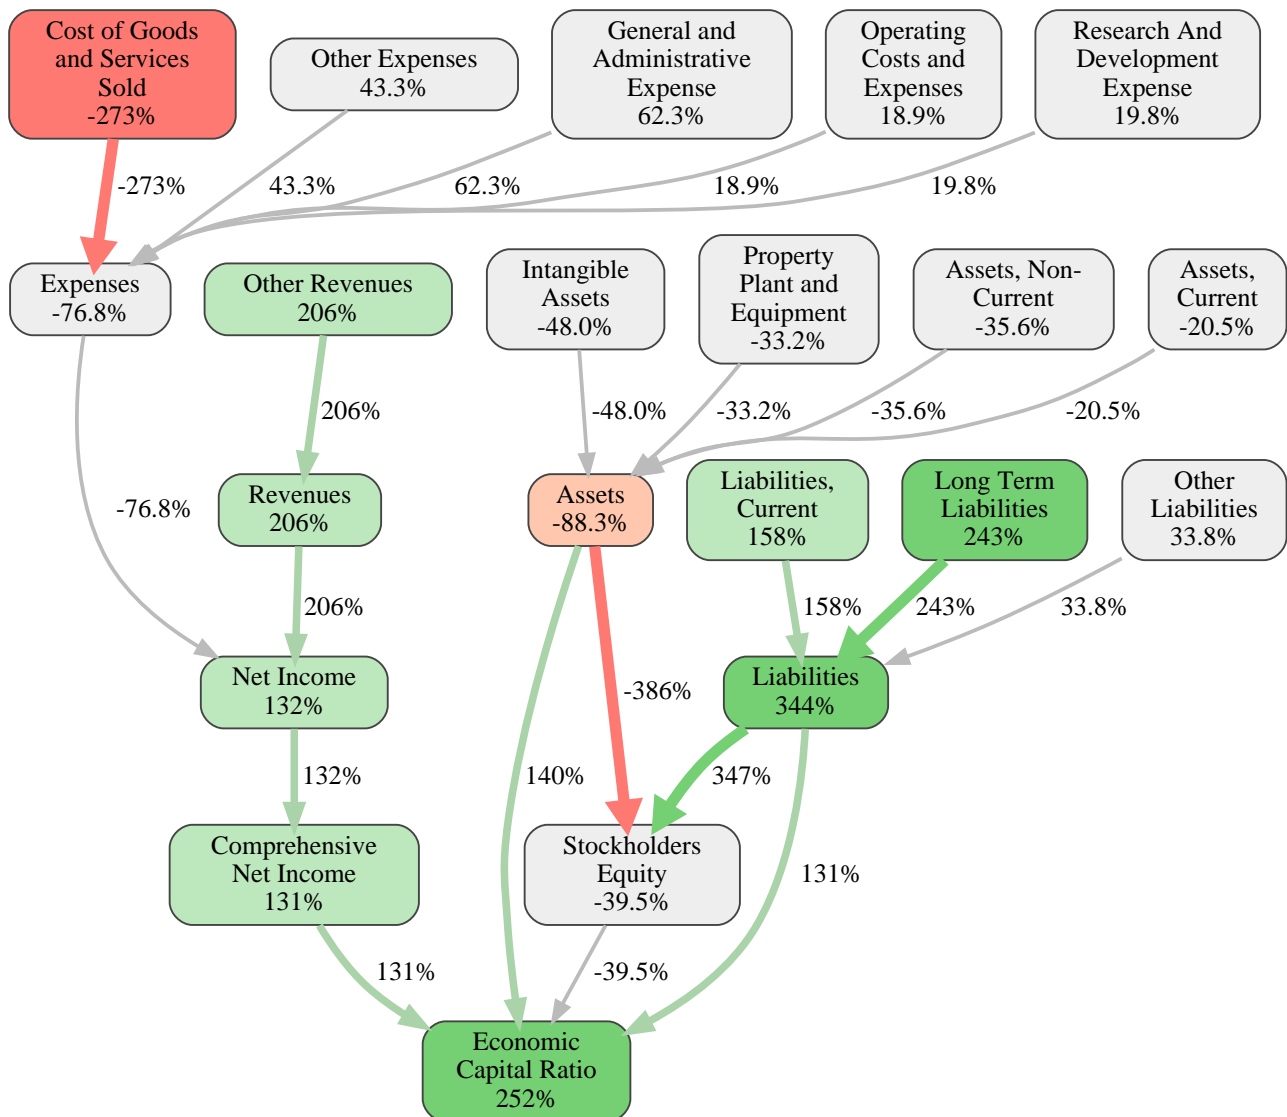 Cost of Goods
and Services
Sold
-273%
Other Expenses
43.3%
General and
Administrative
Expense
62.3%
Operating
Costs and
Expenses
18.9%
Research And
Development
Expense
19.8%
-273%
43.3%
62.3%
18.9%
19.8%
Expenses
-76.8%
Other Revenues
206%
Intangible
Assets
-48.0%
Property
Plant and
Equipment
-33.2%
Assets, Non-
Current
-35.6%
Assets,
Current
-20.5%
206%
-48.0%
-33.2%
-35.6%
-20.5%
-76.8%
Revenues
206%
Assets
-88.3%
Liabilities,
Current
158%
Long Term
Liabilities
243%
Other
Liabilities
33.8%
206%
158%
243%
33.8%
Net Income
132%
-386%
Liabilities
344%
132%
140%
347%
Comprehensive
Net Income
131%
Stockholders
Equity
-39.5%
131%
131%
-39.5%
Economic
Capital Ratio
252%